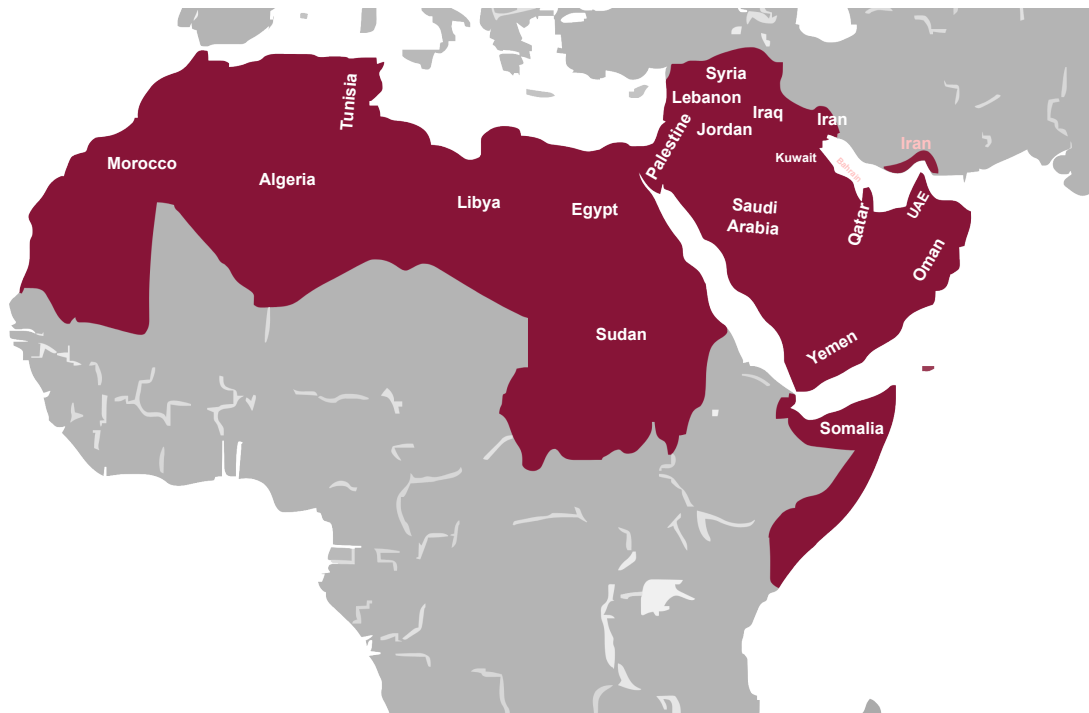 Syria
Tunisia
Lebanon
Iraq
Iran
Jordan
Palestine
Iran
Morocco
Kuwait
Bahrain
Algeria
Libya
Egypt
Saudi
Arabia
Qatar
UAE
Oman
Sudan
Yemen
Somalia